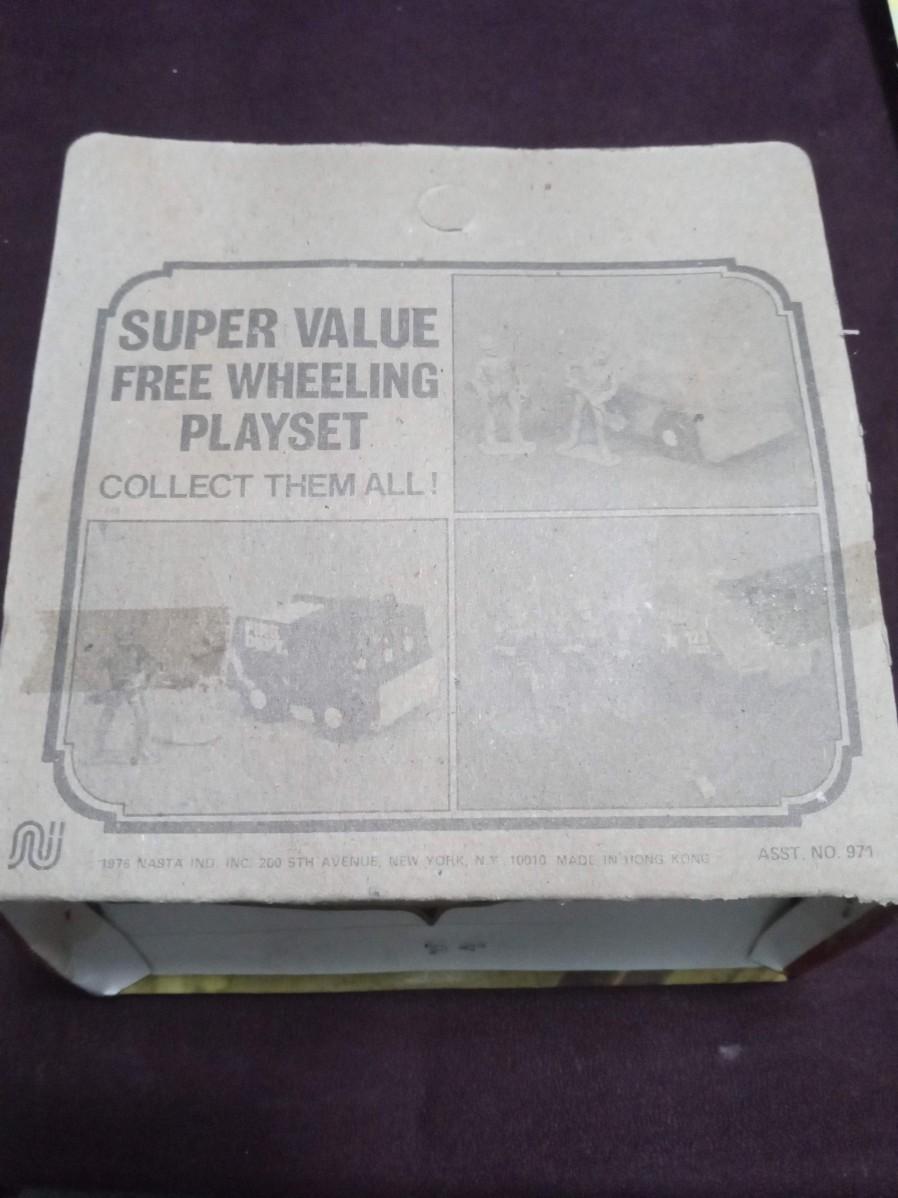 SUPER VALUE
FREE WHEELING
PLAYSET
COLLECT THEM ALL!
1976 NASTA IND. INC. 200 5TH AVENUE, NEW YORK, N.Y. 10010 MADE IN HONG KONG
ASST. NO. 971